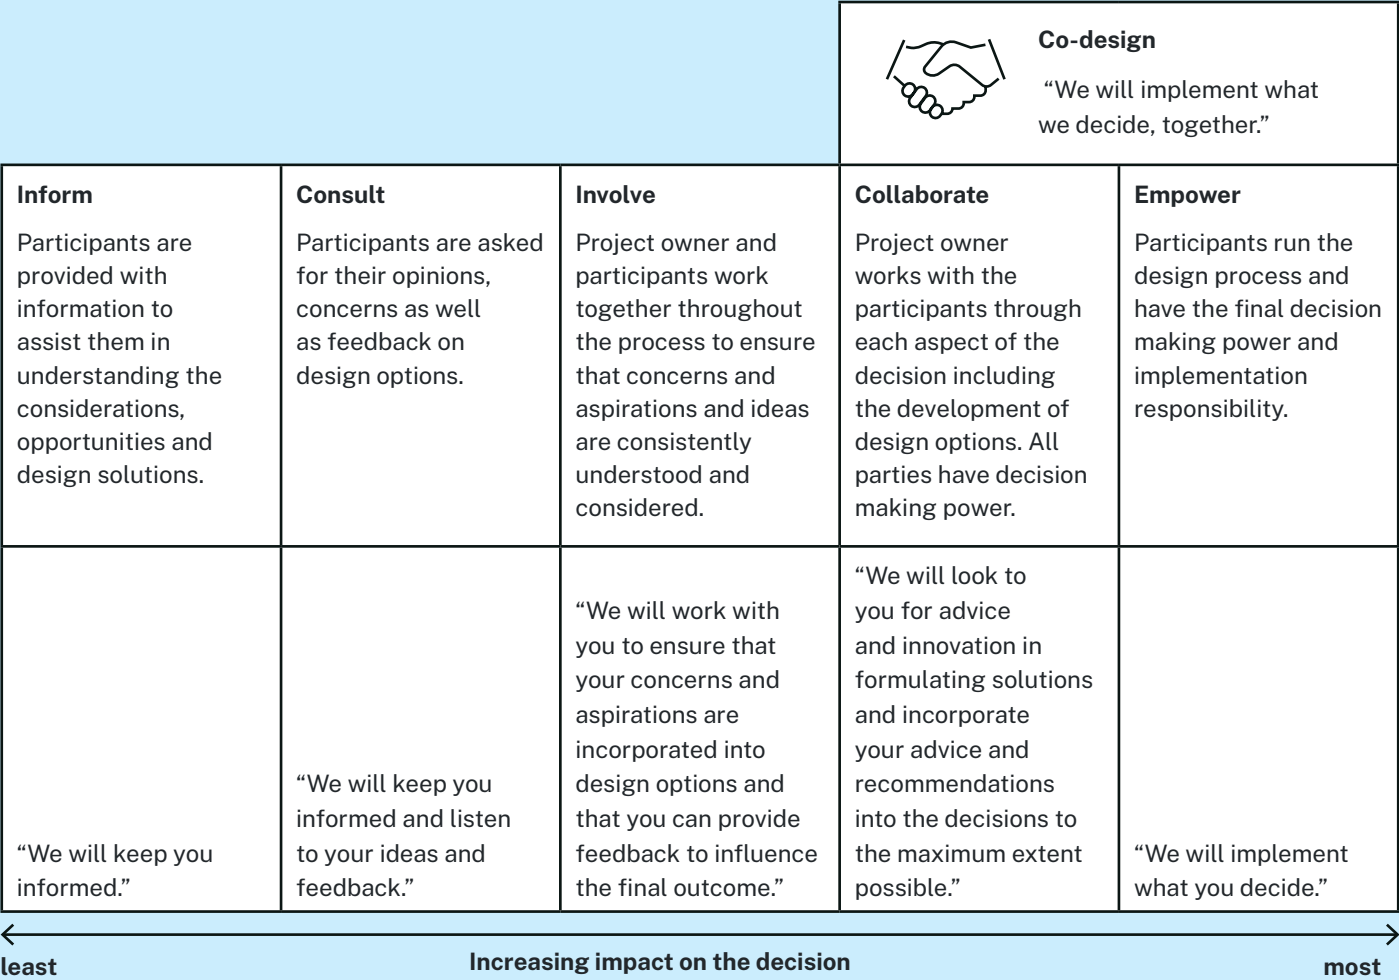 Co-design
“We will implement what
we decide, together.”
Inform
Participants are
provided with
information to
assist them in
understanding the
considerations,
opportunities and
design solutions.
Consult
Participants are asked
for their opinions,
concerns as well
as feedback on
design options.
Involve
Project owner and
participants work
together throughout
the process to ensure
that concerns and
aspirations and ideas
are consistently
understood and
considered.
Collaborate
Project owner
works with the
participants through
each aspect of the
decision including
the development of
design options. All
parties have decision
making power.
Empower
Participants run the
design process and
have the final decision
making power and
implementation
responsibility.
“We will keep you
informed.”
“We will keep you
informed and listen
to your ideas and
feedback.”
“We will work with
you to ensure that
your concerns and
aspirations are
incorporated into
design options and
that you can provide
feedback to influence
the final outcome.”
“We will look to
you for advice
and innovation in
formulating solutions
and incorporate
your advice and
recommendations
into the decisions to
the maximum extent
possible.”
“We will implement
what you decide.”
least
Increasing impact on the decision
most